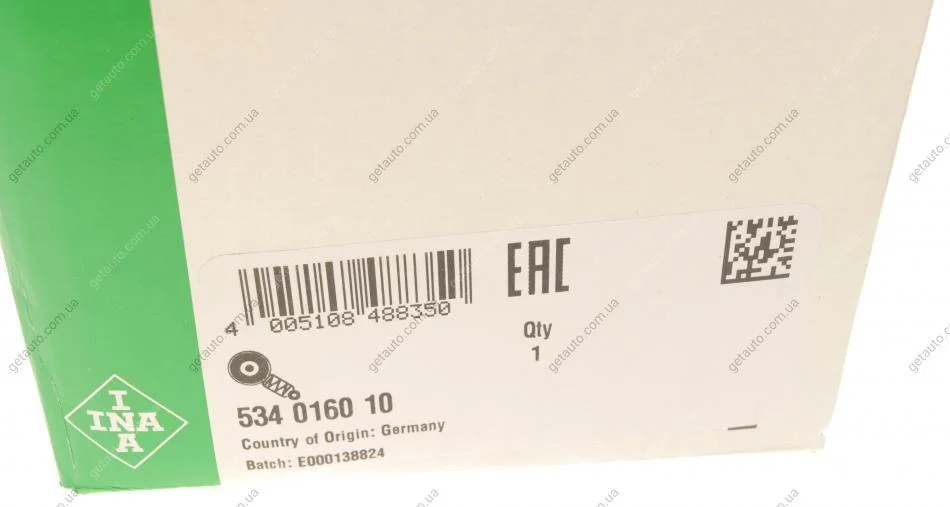 EAC
4 005108 488350
Qty
1
534 0160 10
Country of Origin: Germany
Batch: E000138824
I
INA
A
getauto.com.ua